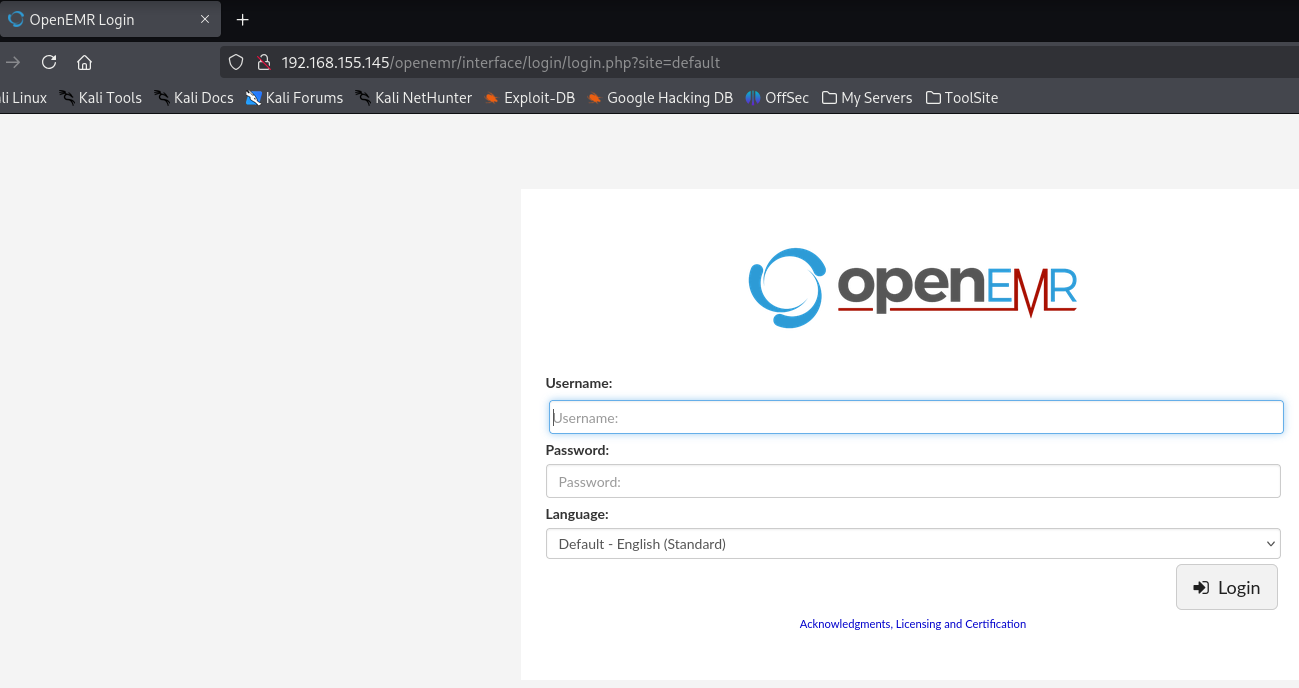 OpenEMR Login
192.168.155.145/openemr/interface/login/login.php?site=default
li Linux Kali Tools Kali Docs Kali Forums Kali NetHunter Exploit-DB Google Hacking DB OffSec My Servers ToolSite
openEMR
Username:
Username:
Password:
Password:
Language:
Default - English (Standard)
Login
Acknowledgments, Licensing and Certification